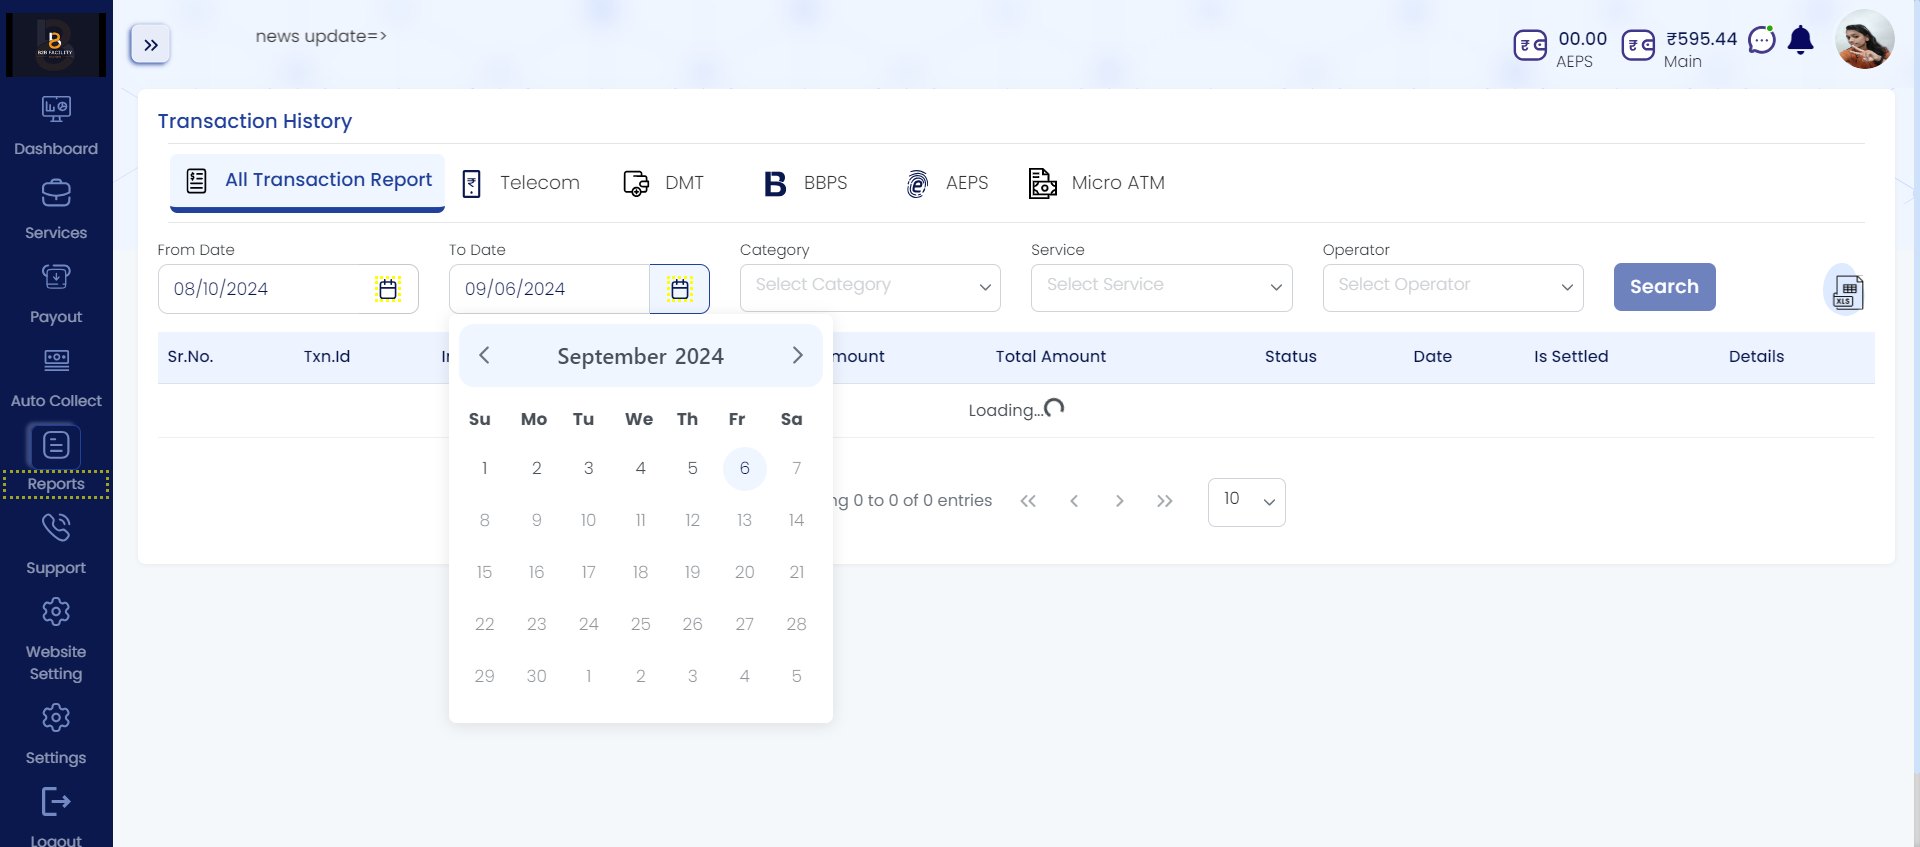 B2B FACILITY
news update=>
00.00
AEPS
₹595.44
Main
Dashboard
Services
Payout
Auto Collect
Reports
Support
Website
Setting
Settings
Logout
Transaction History
All Transaction Report
Telecom
DMT
BBPS
AEPS
Micro ATM
From Date
To Date
Category
Service
Operator
08/10/2024
09/06/2024
Select Category
Select Service
Select Operator
Search
XLS
Sr.No.
Txn.Id
mount
Total Amount
Status
Date
Is Settled
Details
Loading...
September 2024
Su Mo Tu We Th Fr Sa
1 2 3 4 5 6 7
8 9 10 11 12 13 14
15 16 17 18 19 20 21
22 23 24 25 26 27 28
29 30 1 2 3 4 5
ng 0 to 0 of 0 entries
10